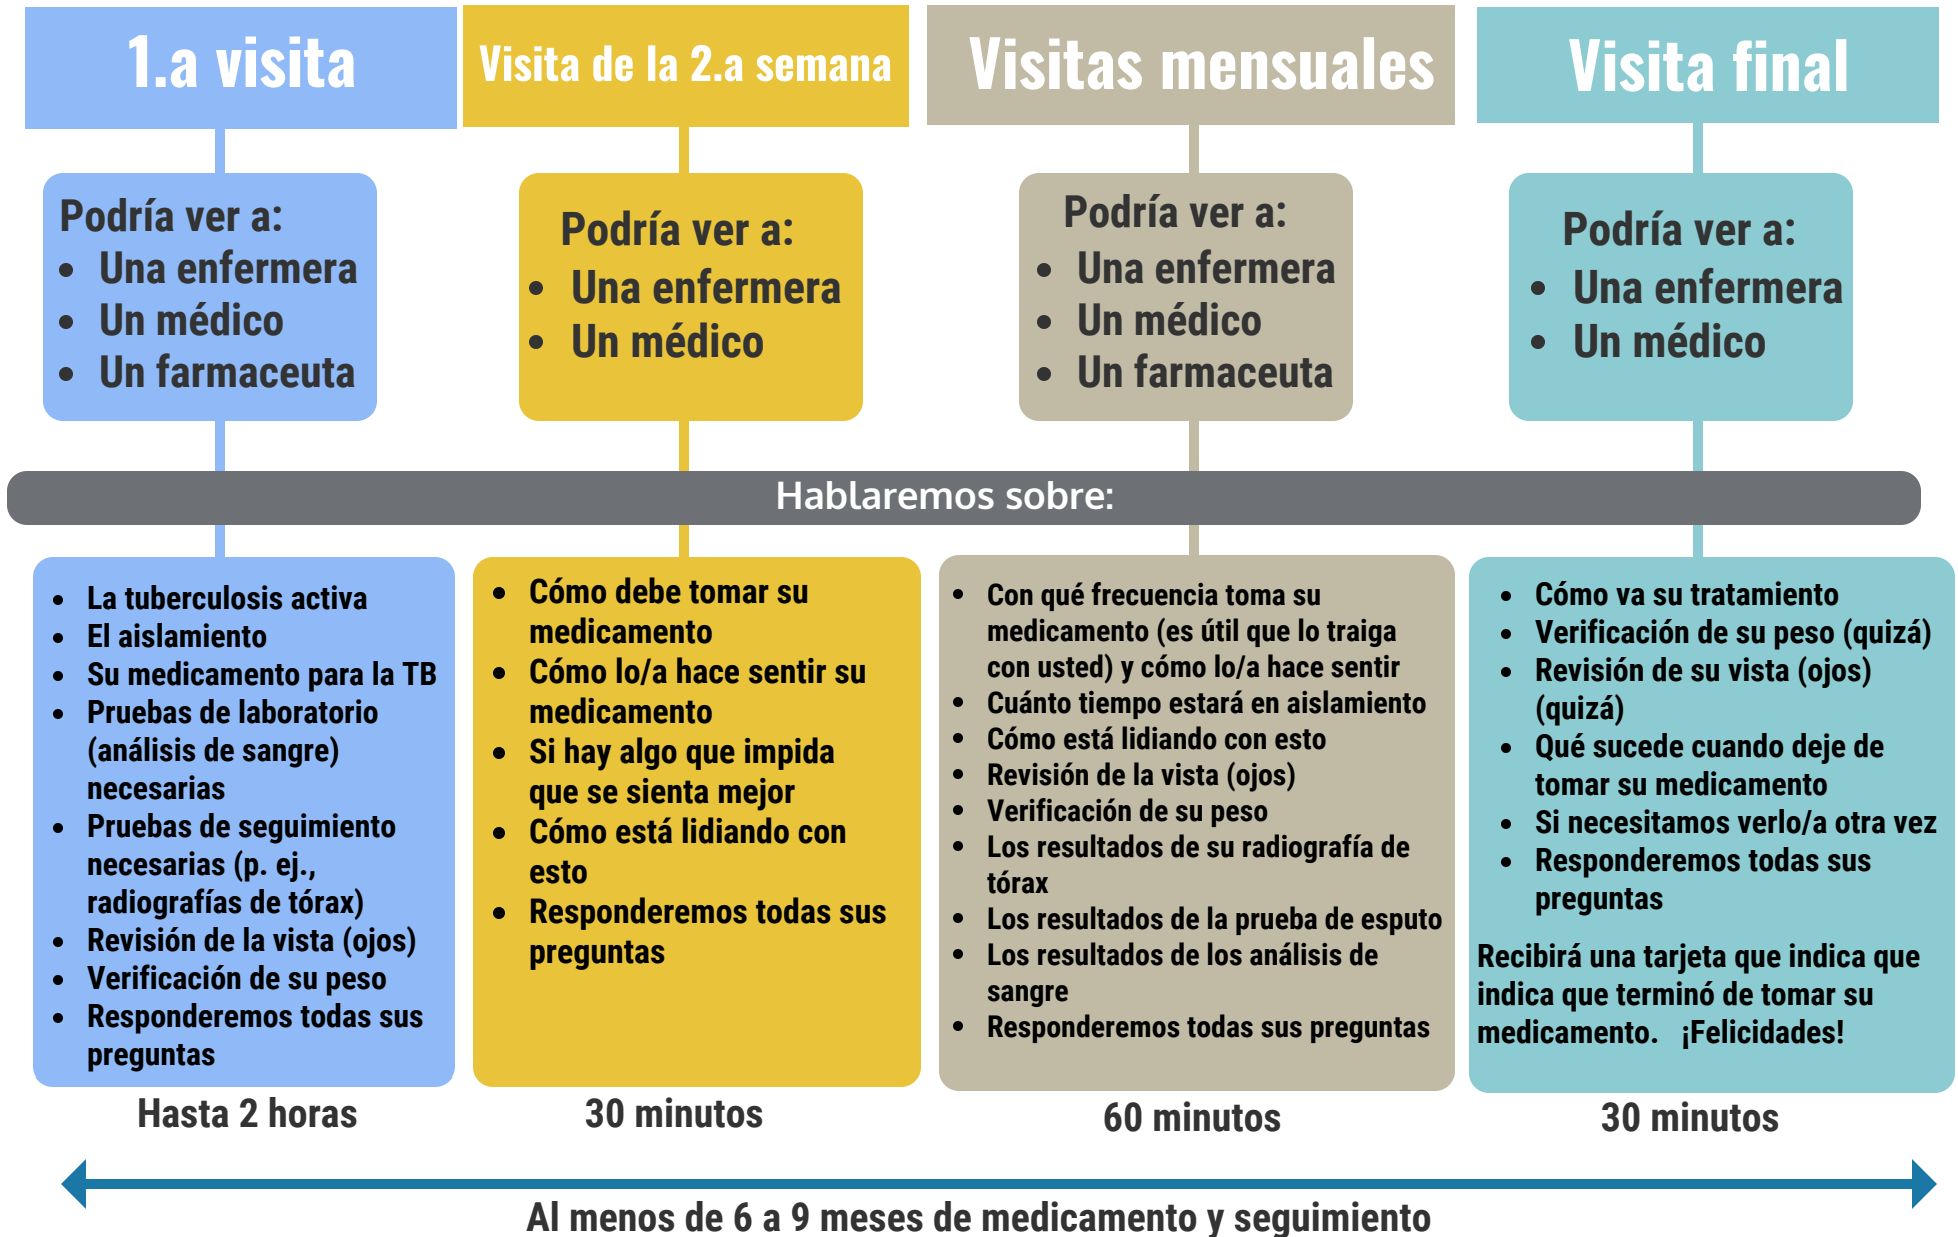 1.a visita
Visita de la 2.a semana
Visitas mensuales
Visita final
Podría ver a:
Una enfermera
Un médico
Un farmaceuta
Podría ver a:
Una enfermera
Un médico
Podría ver a:
Una enfermera
Un médico
Un farmaceuta
Podría ver a:
Una enfermera
Un médico
Hablaremos sobre:
La tuberculosis activa
El aislamiento
Su medicamento para la TB
Pruebas de laboratorio
(análisis de sangre)
necesarias
Pruebas de seguimiento
necesarias (p. ej.,
radiografías de tórax)
Revisión de la vista (ojos)
Verificación de su peso
Responderemos todas sus
preguntas
Hasta 2 horas
Cómo debe tomar su
medicamento
Cómo lo/a hace sentir su
medicamento
Si hay algo que impida
que se sienta mejor
Cómo está lidiando con
esto
Responderemos todas sus
preguntas
30 minutos
Con qué frecuencia toma su
medicamento (es útil que lo traiga
con usted) y cómo lo/a hace sentir
Cuánto tiempo estará en aislamiento
Cómo está lidiando con esto
Revisión de la vista (ojos)
Verificación de su peso
Los resultados de su radiografía de
tórax
Los resultados de la prueba de esputo
Los resultados de los análisis de
sangre
Responderemos todas sus preguntas
60 minutos
Cómo va su tratamiento
Verificación de su peso (quizá)
Revisión de su vista (ojos)
(quizá)
Qué sucede cuando deje de
tomar su medicamento
Si necesitamos verlo/a otra vez
Responderemos todas sus
preguntas
Recibirá una tarjeta que indica que
indica que terminó de tomar su
medicamento. ¡Felicidades!
30 minutos
Al menos de 6 a 9 meses de medicamento y seguimiento